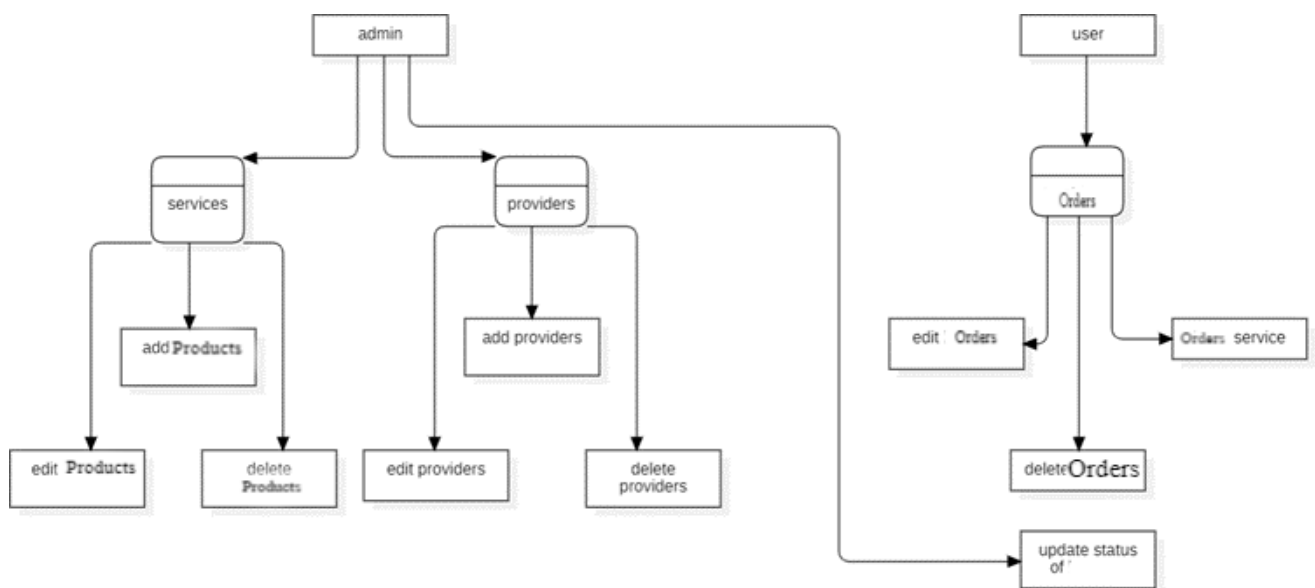 admin
user
services
providers
Orders
add Products
add providers
edit Orders
Orders service
edit Products
delete
Products
edit providers
delete
providers
delete Orders
update status
of